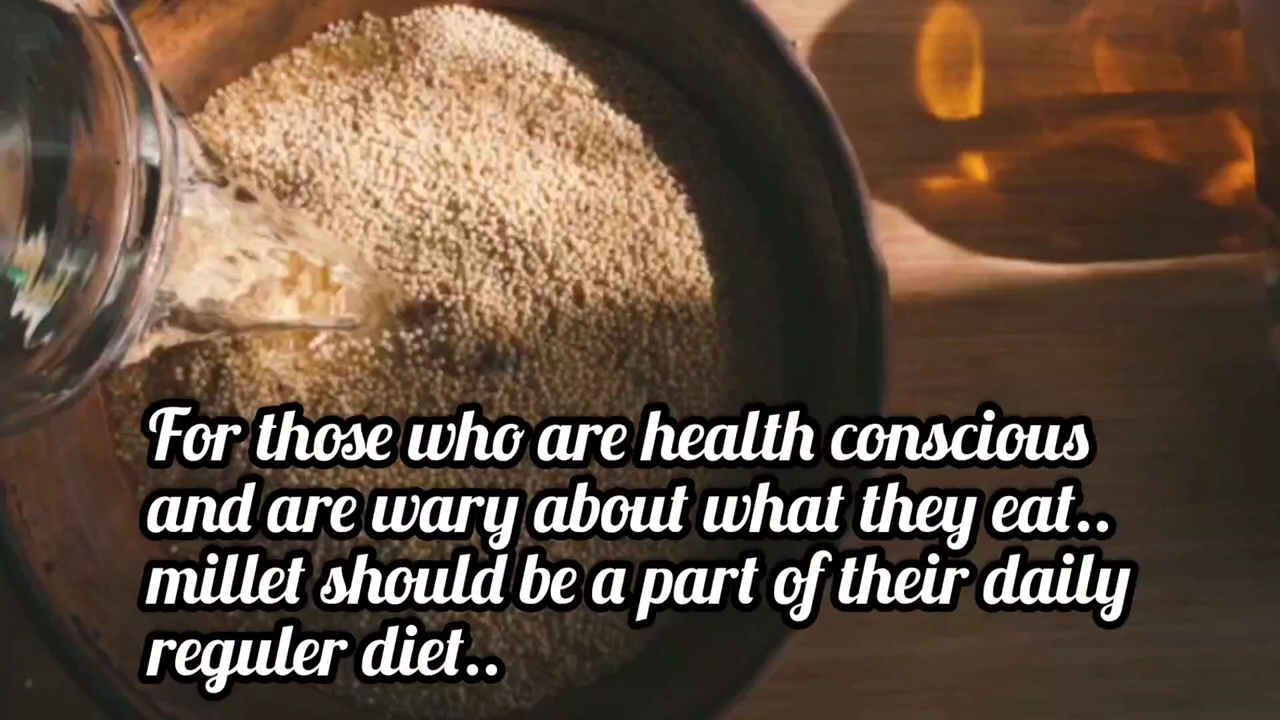 For those who are health conscious
and are wary about what they eat..
millet should be a part of their daily
reguler diet..